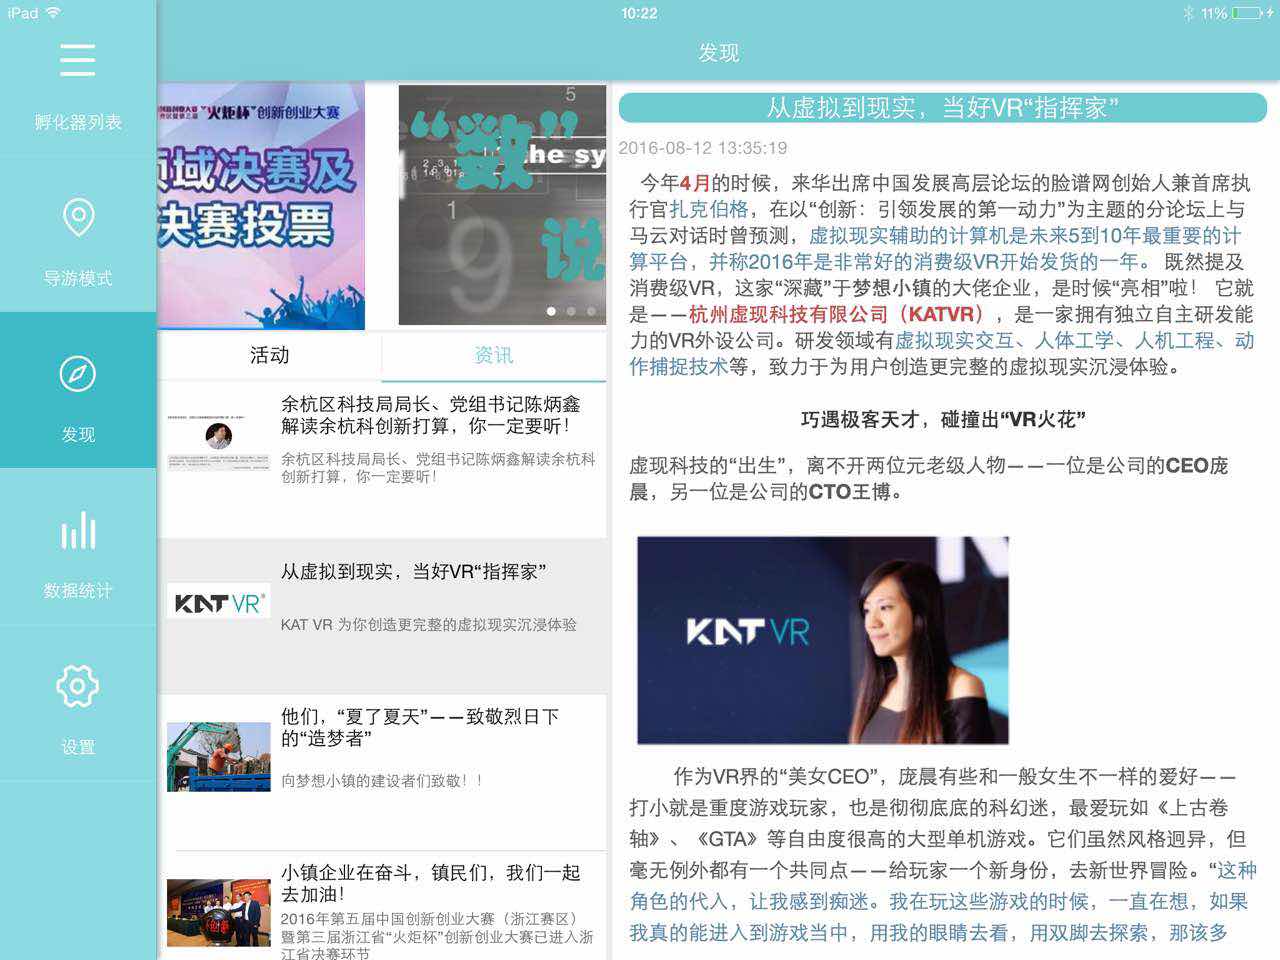 iPad
10:22
11%
孵化器列表
导游模式
发现
数据统计
设置
发现
“火炬杯”创新创业大赛
领域决赛及
决赛投票
“数”
5
the sy
1
9
说
活动
资讯
余杭区科技局局长、党组书记陈炳鑫
解读余杭科创新打算，你一定要听！
余杭区科技局局长、党组书记陈炳鑫解读余杭科
创新打算，你一定要听！
KAT VR
从虚拟到现实，当好VR“指挥家”
KAT VR 为你创造更完整的虚拟现实沉浸体验
他们，“夏了夏天”——致敬烈日下
的“造梦者”
向梦想小镇的建设者们致敬！！
小镇企业在奋斗，镇民们，我们一起
去加油！
2016年第五届中国创新创业大赛（浙江赛区）
暨第三届浙江省“火炬杯”创新创业大赛已进入浙
江省决赛环节
从虚拟到现实，当好VR“指挥家”
2016-08-12 13:35:19
今年4月的时候，来华出席中国发展高层论坛的脸谱网创始人兼首席执
行官扎克伯格，在以“创新：引领发展的第一动力”为主题的分论坛上与
马云对话时曾预测，虚拟现实辅助的计算机是未来5到10年最重要的计
算平台，并称2016年是非常好的消费级VR开始发货的一年。 既然提及
消费级VR，这家“深藏”于梦想小镇的大佬企业，是时候“亮相”啦！ 它就
是——杭州虚现科技有限公司（KATVR），是一家拥有独立自主研发能
力的VR外设公司。研发领域有虚拟现实交互、人体工学、人机工程、动
作捕捉技术等，致力于为用户创造更完整的虚拟现实沉浸体验。
巧遇极客天才，碰撞出“VR火花”
虚现科技的“出生”，离不开两位元老级人物——一位是公司的CEO庞
晨，另一位是公司的CTO王博。
KAT VR
作为VR界的“美女CEO”，庞晨有些和一般女生不一样的爱好——
打小就是重度游戏玩家，也是彻彻底底的科幻迷，最爱玩如《上古卷
轴》、《GTA》等自由度很高的大型单机游戏。它们虽然风格迥异，但
毫无例外都有一个共同点——给玩家一个新身份，去新世界冒险。“这种
角色的代入，让我感到痴迷。我在玩这些游戏的时候，一直在想，如果
我真的能进入到游戏当中，用我的眼睛去看，用双脚去探索，那该多